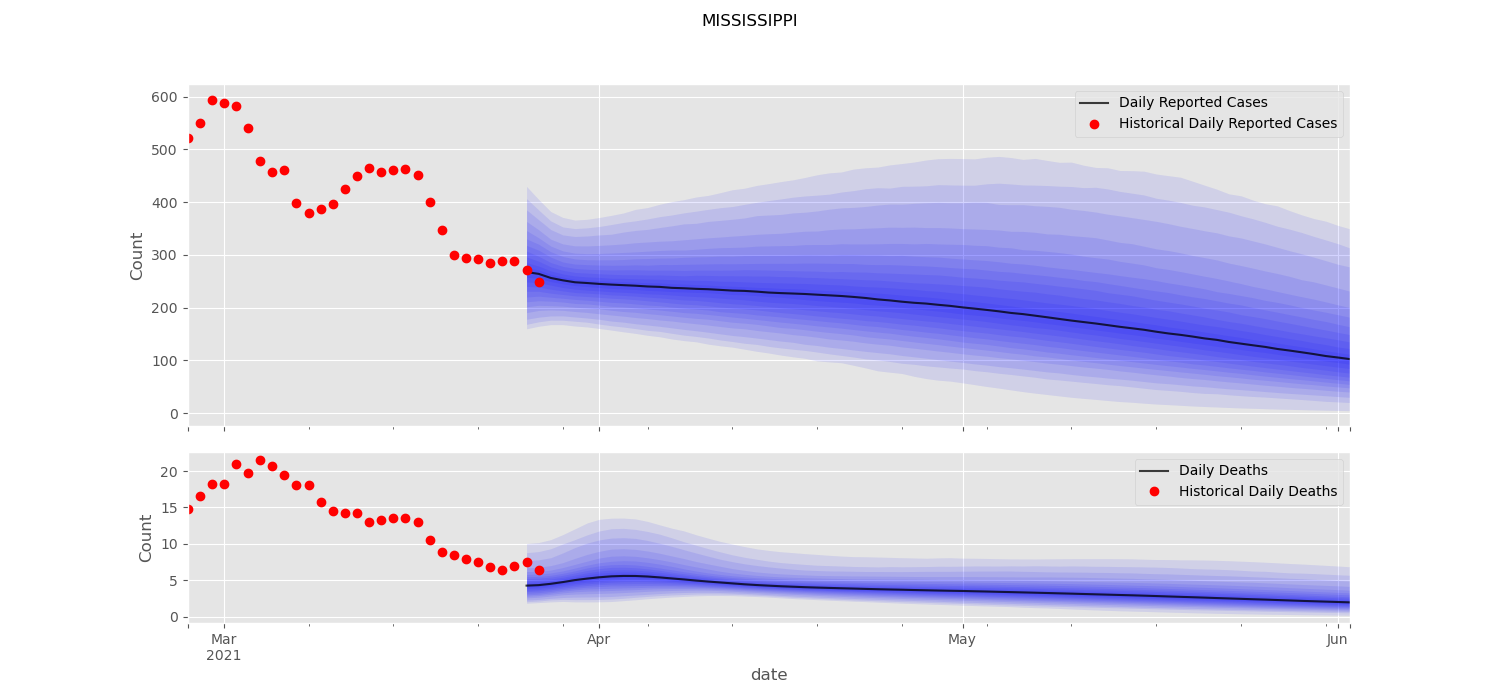 MISSISSIPPI
600
500
400
300
200
100
0
Count
Daily Reported Cases
Historical Daily Reported Cases
20
15
10
5
0
Count
Daily Deaths
Historical Daily Deaths
Mar
2021
Apr
May
Jun
date